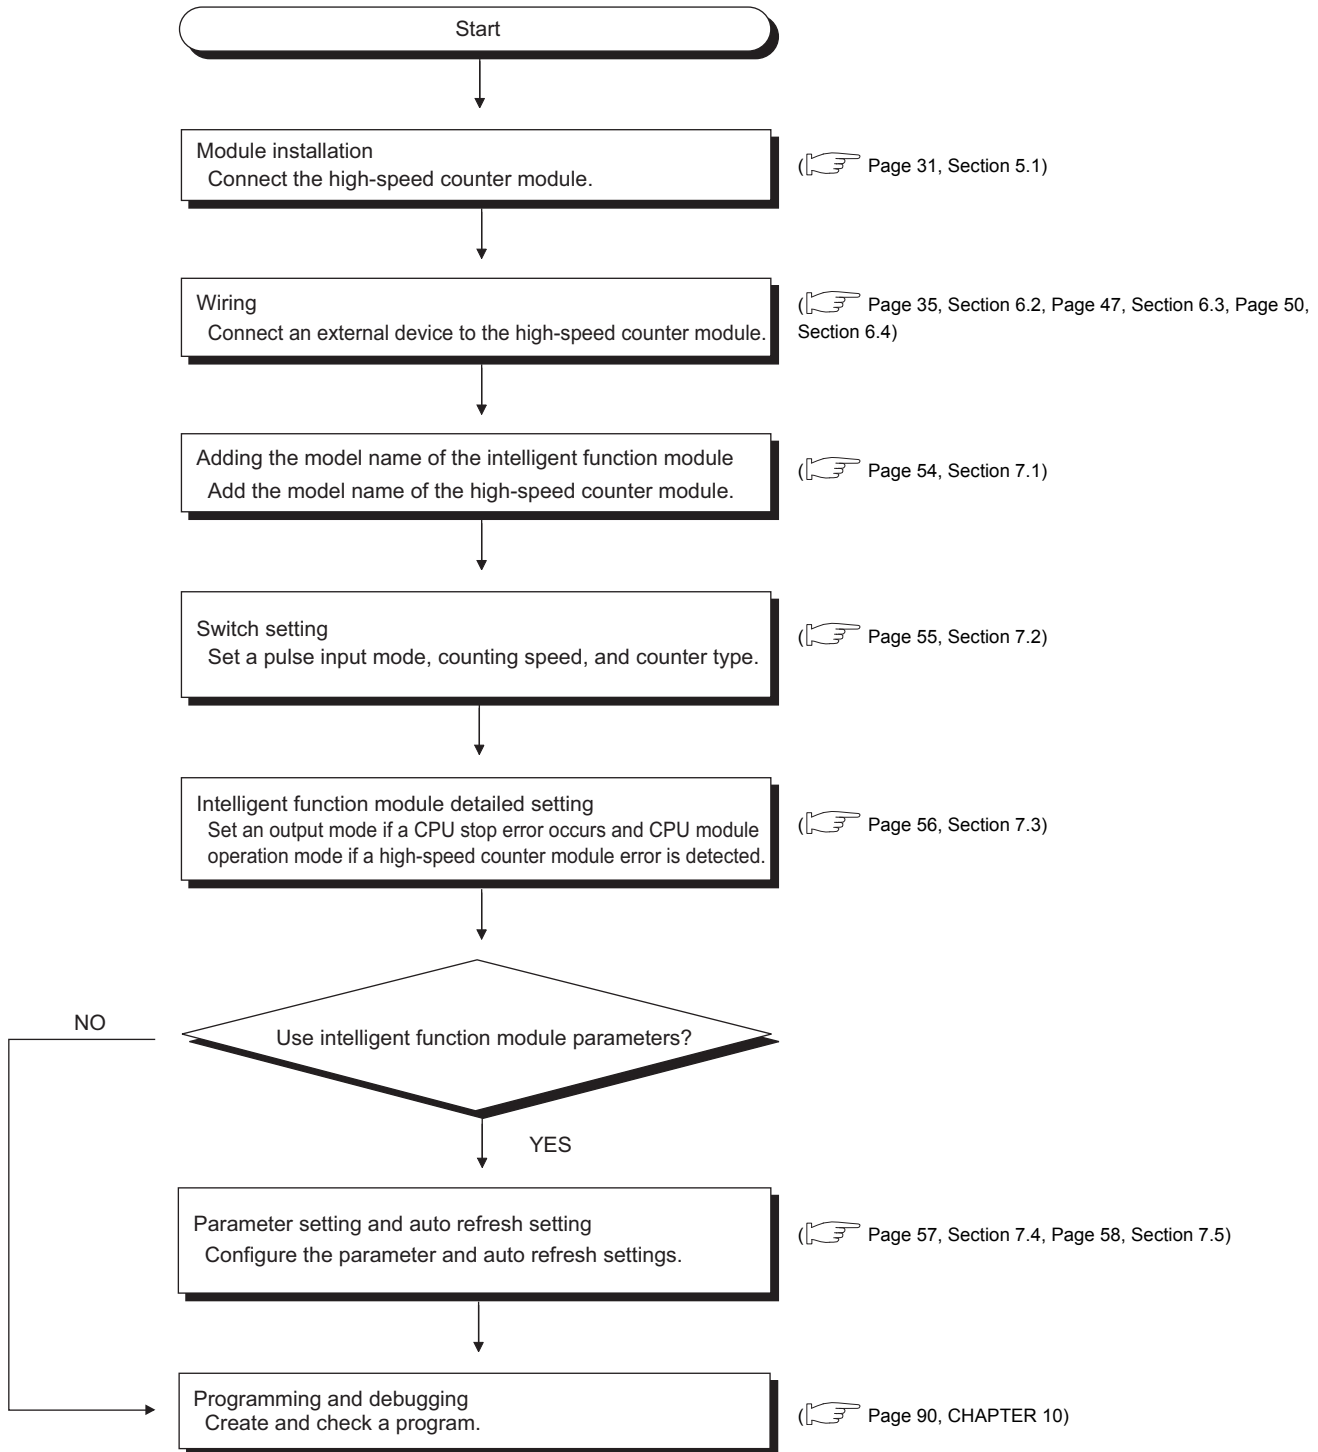 Start
Module installation
Connect the high-speed counter module.
( Page 31, Section 5.1)
Wiring
Connect an external device to the high-speed counter module.
( Page 35, Section 6.2, Page 47, Section 6.3, Page 50,
Section 6.4)
Adding the model name of the intelligent function module
Add the model name of the high-speed counter module.
( Page 54, Section 7.1)
Switch setting
Set a pulse input mode, counting speed, and counter type.
( Page 55, Section 7.2)
Intelligent function module detailed setting
Set an output mode if a CPU stop error occurs and CPU module
operation mode if a high-speed counter module error is detected.
( Page 56, Section 7.3)
NO
Use intelligent function module parameters?
YES
Parameter setting and auto refresh setting
Configure the parameter and auto refresh settings.
( Page 57, Section 7.4, Page 58, Section 7.5)
Programming and debugging
Create and check a program.
( Page 90, CHAPTER 10)